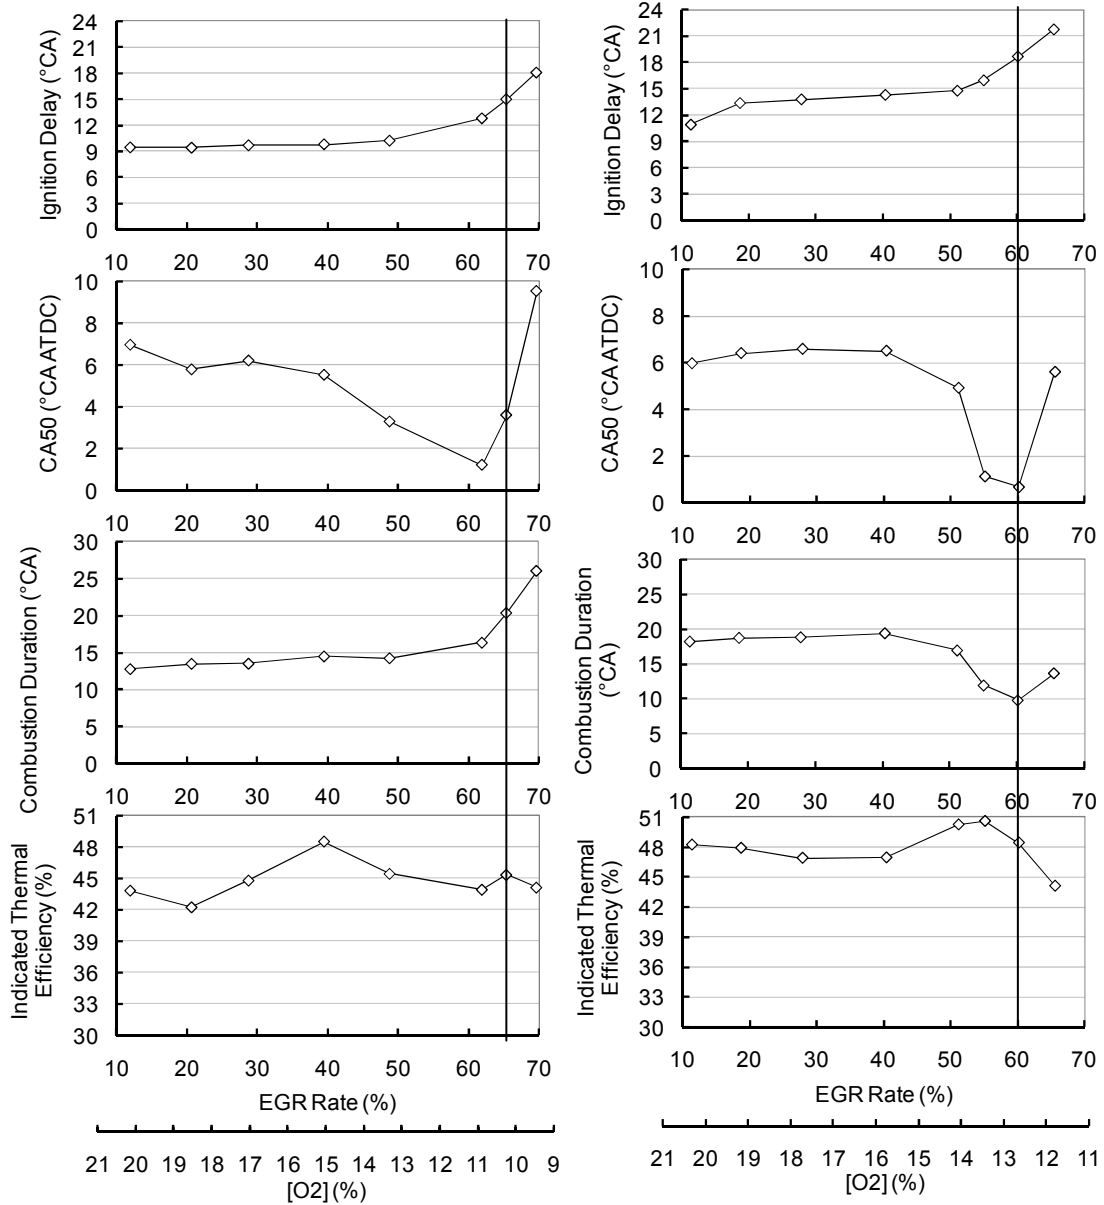 Ignition Delay (°CA)
24
21
18
15
12
9
6
3
0
10 20 30 40 50 60 70
CA50 (°CA ATDC)
10
8
6
4
2
0
10 20 30 40 50 60 70
Combustion Duration (°CA)
30
25
20
15
10
5
0
10 20 30 40 50 60 70
Indicated Thermal
Efficiency (%)
51
48
45
42
39
36
33
30
10 20 30 40 50 60 70
EGR Rate (%)
21 20 19 18 17 16 15 14 13 12 11 10 9
[O2] (%)
Ignition Delay (°CA)
24
21
18
15
12
9
6
3
0
10 20 30 40 50 60 70
CA50 (°CA ATDC)
10
8
6
4
2
0
10 20 30 40 50 60 70
Combustion Duration
(°CA)
30
25
20
15
10
5
0
10 20 30 40 50 60 70
Indicated Thermal
Efficiency (%)
51
48
45
42
39
36
33
30
10 20 30 40 50 60 70
EGR Rate (%)
21 20 19 18 17 16 15 14 13 12 11
[O2] (%)